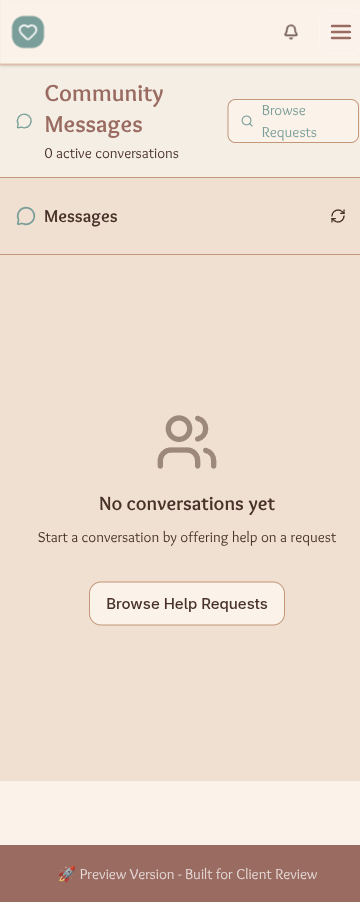 Community
Messages
0 active conversations
Browse
Requests
Messages
No conversations yet
Start a conversation by offering help on a request
Browse Help Requests
🚀 Preview Version - Built for Client Review